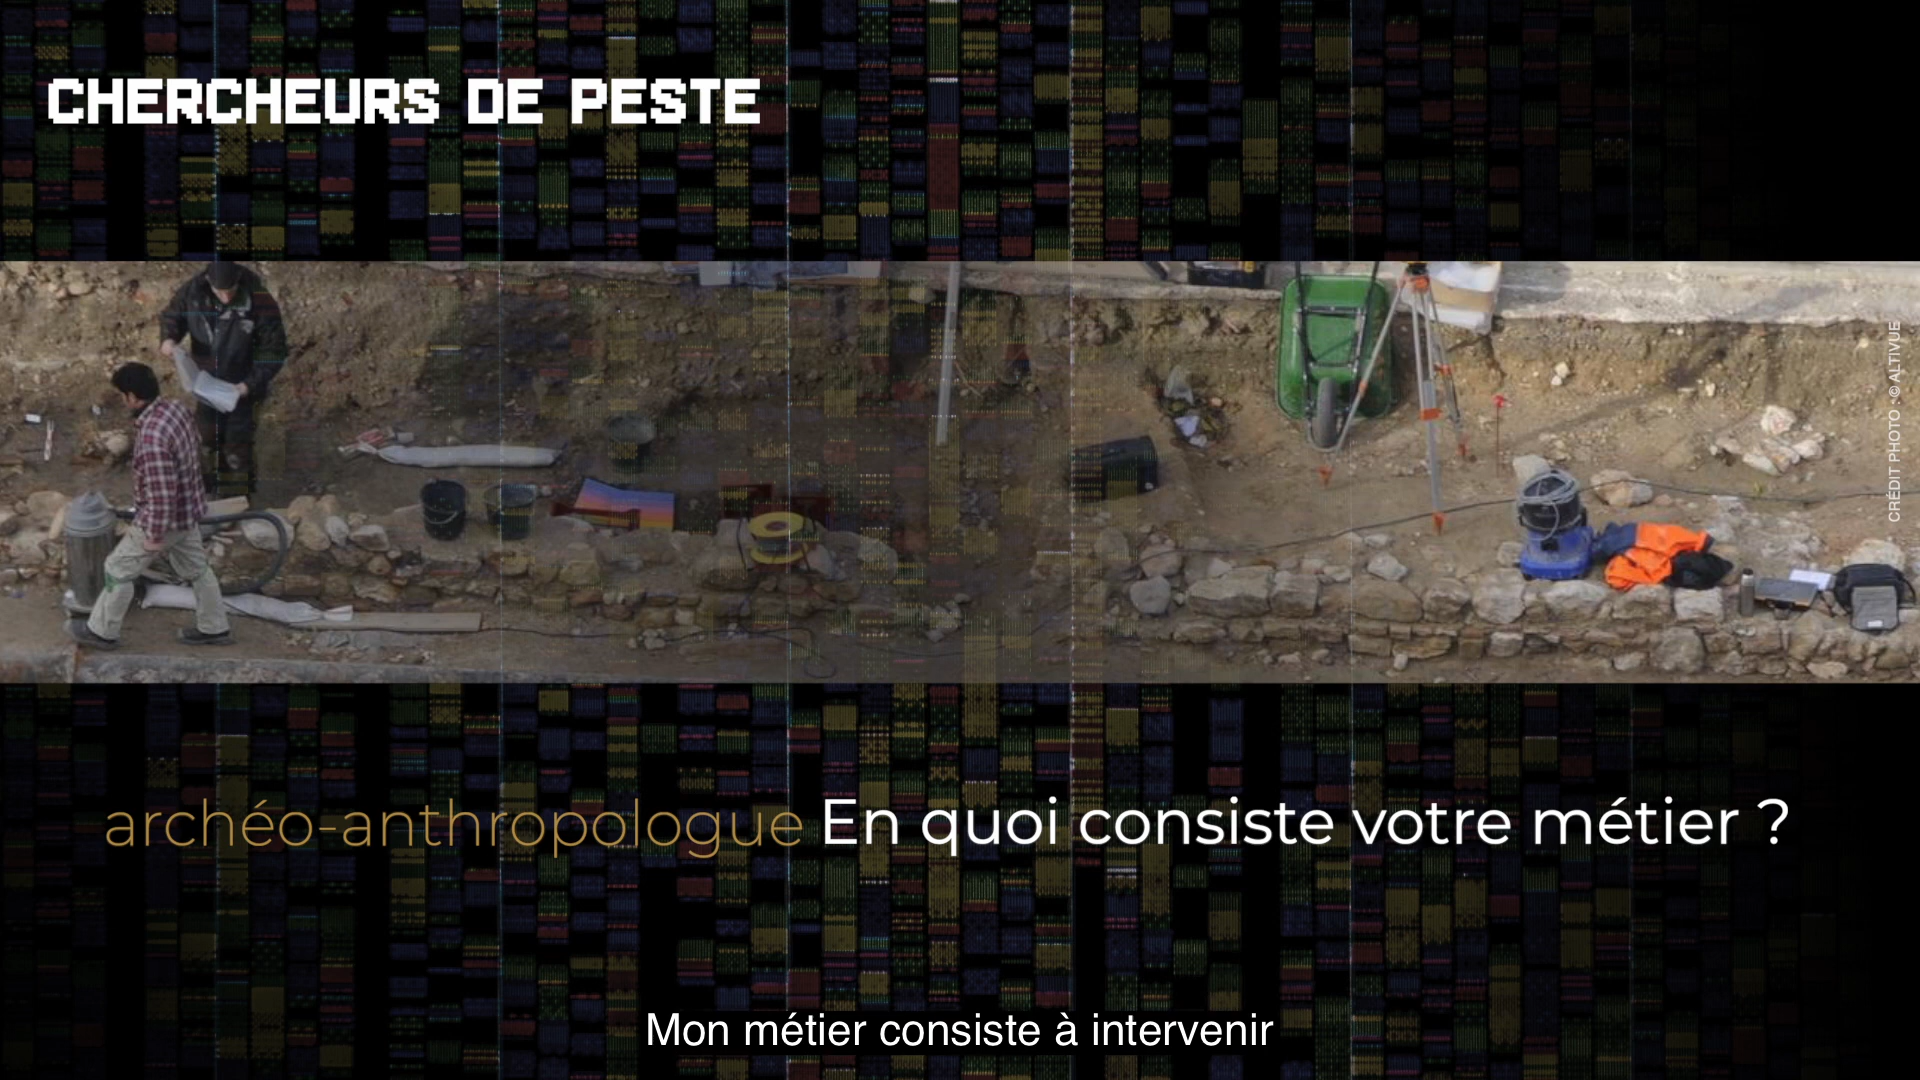 CHERCHEURS DE PESTE
CRÉDIT PHOTO • © ALTIVUE
archéo-anthropologue En quoi consiste votre métier ?
Mon métier consiste à intervenir